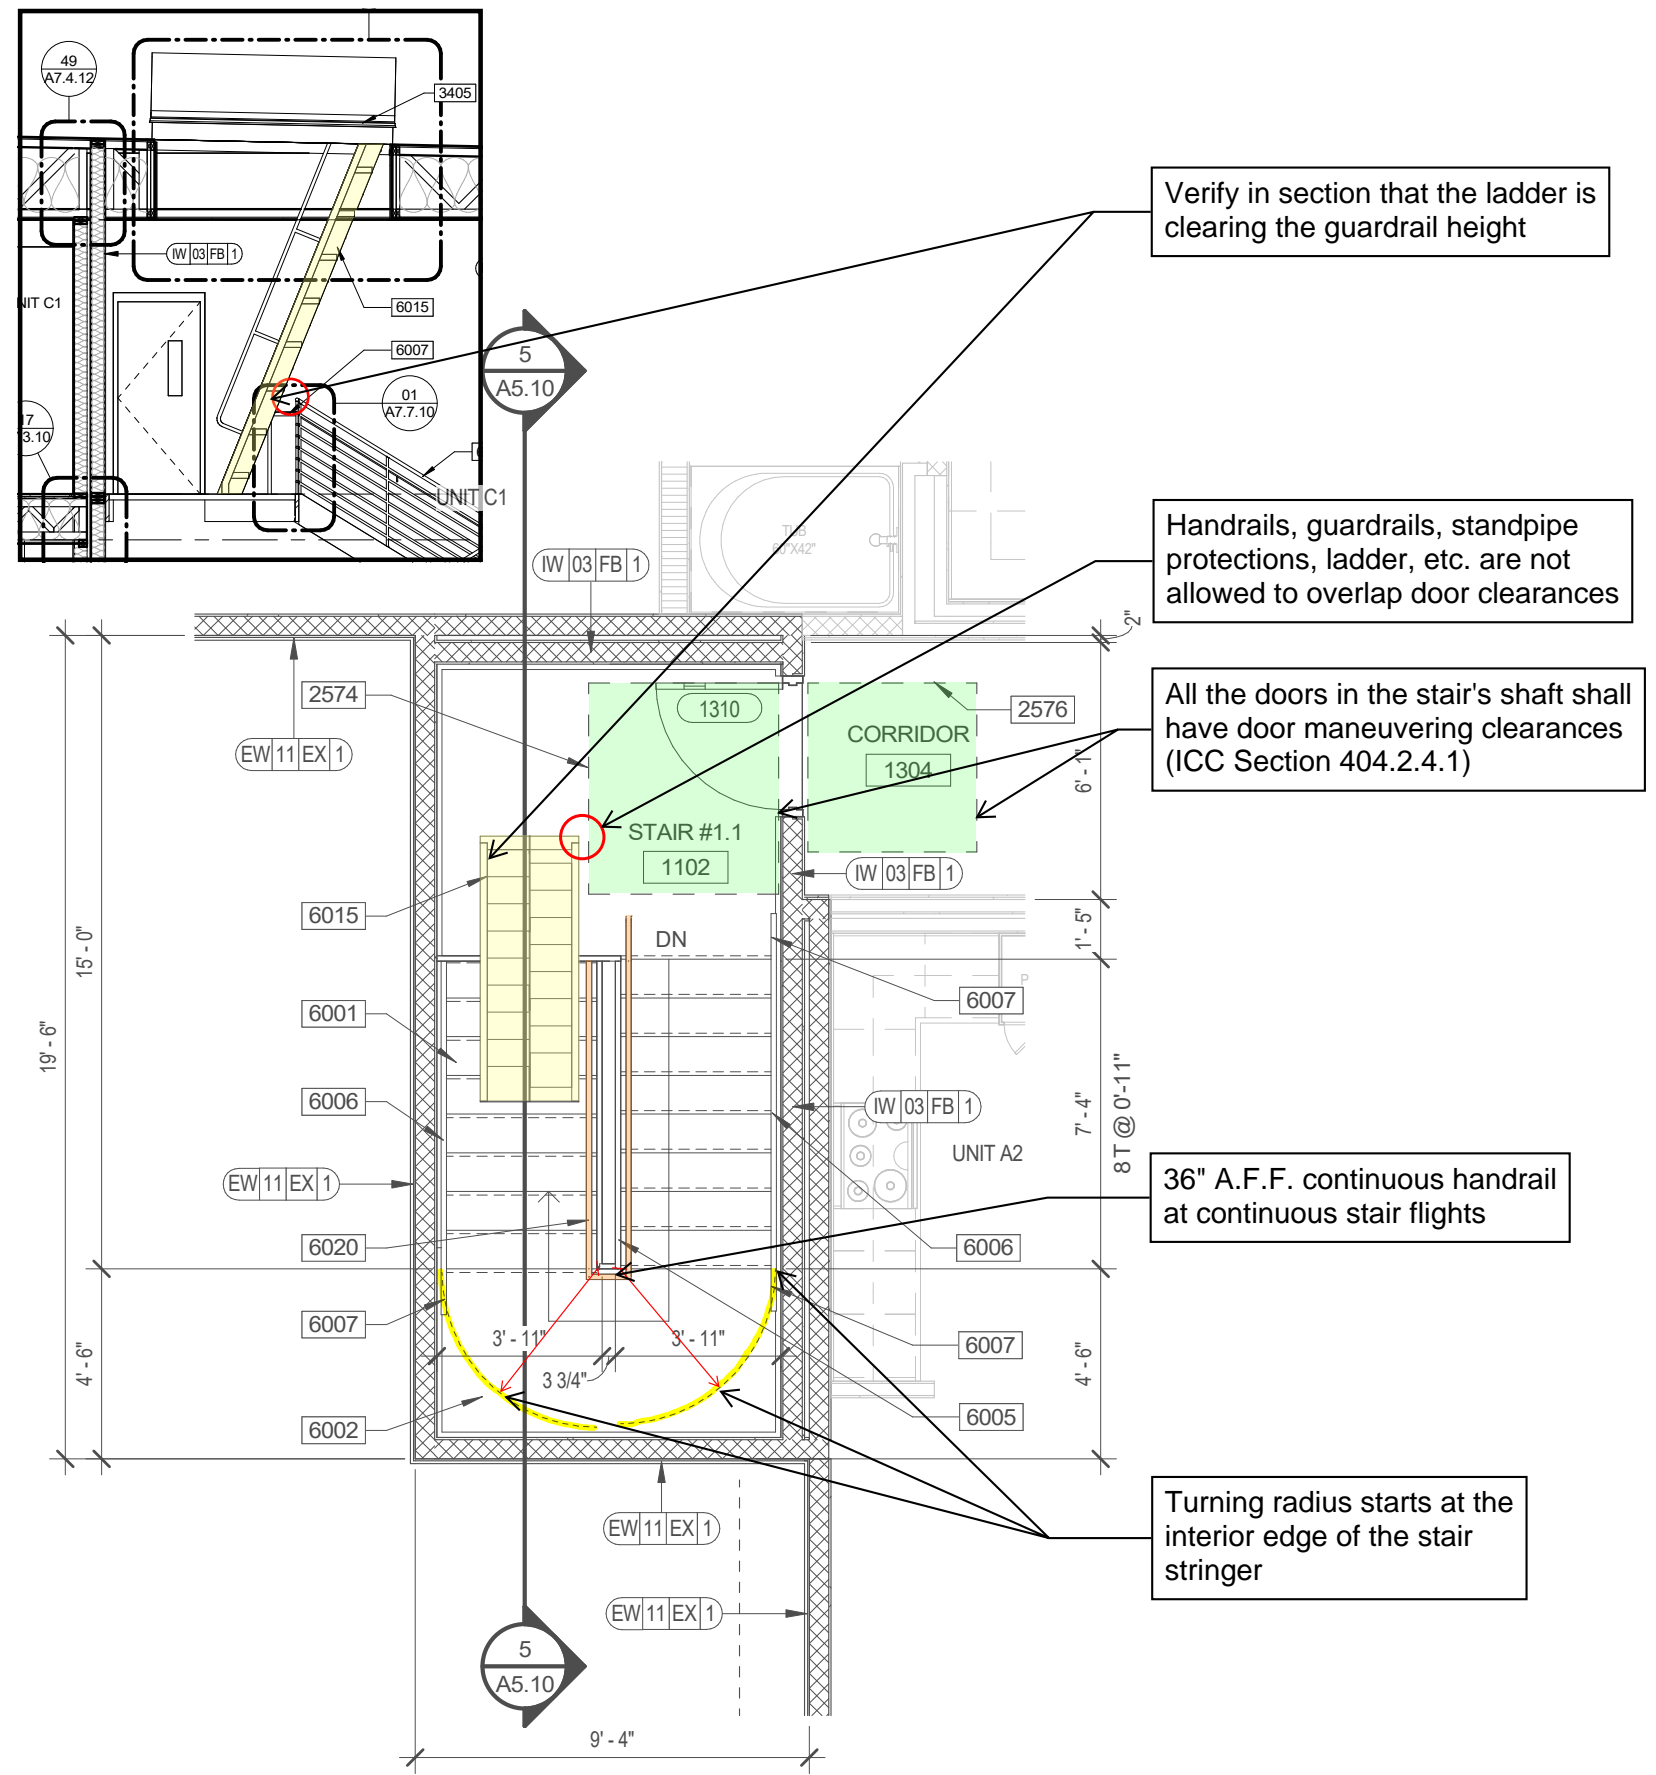 49
A7.4.12
3405
IW 03 FB 1
NIT C1
6015
6007
01
A7.7.10
17
3.10
UNIT C1
5
A5.10
Verify in section that the ladder is
clearing the guardrail height
Handrails, guardrails, standpipe
protections, ladder, etc. are not
allowed to overlap door clearances
All the doors in the stair's shaft shall
have door maneuvering clearances
(ICC Section 404.2.4.1)
TUB
60"X42"
IW 03 FB 1
2"
2574
1310
2576
EW 11 EX 1
CORRIDOR
1304
6' - 1"
STAIR #1.1
1102
IW 03 FB 1
6015
DN
1' - 5"
15' - 0"
19' - 6"
6007
6001
6006
IW 03 FB 1
7' - 4"
8 T @ 0'-11"
UNIT A2
EW 11 EX 1
36" A.F.F. continuous handrail
at continuous stair flights
6020
6006
6007
3' - 11"
3' - 11"
6007
3 3/4"
4' - 6"
4' - 6"
6002
6005
Turning radius starts at the
interior edge of the stair
stringer
EW 11 EX 1
EW 11 EX 1
5
A5.10
9' - 4"